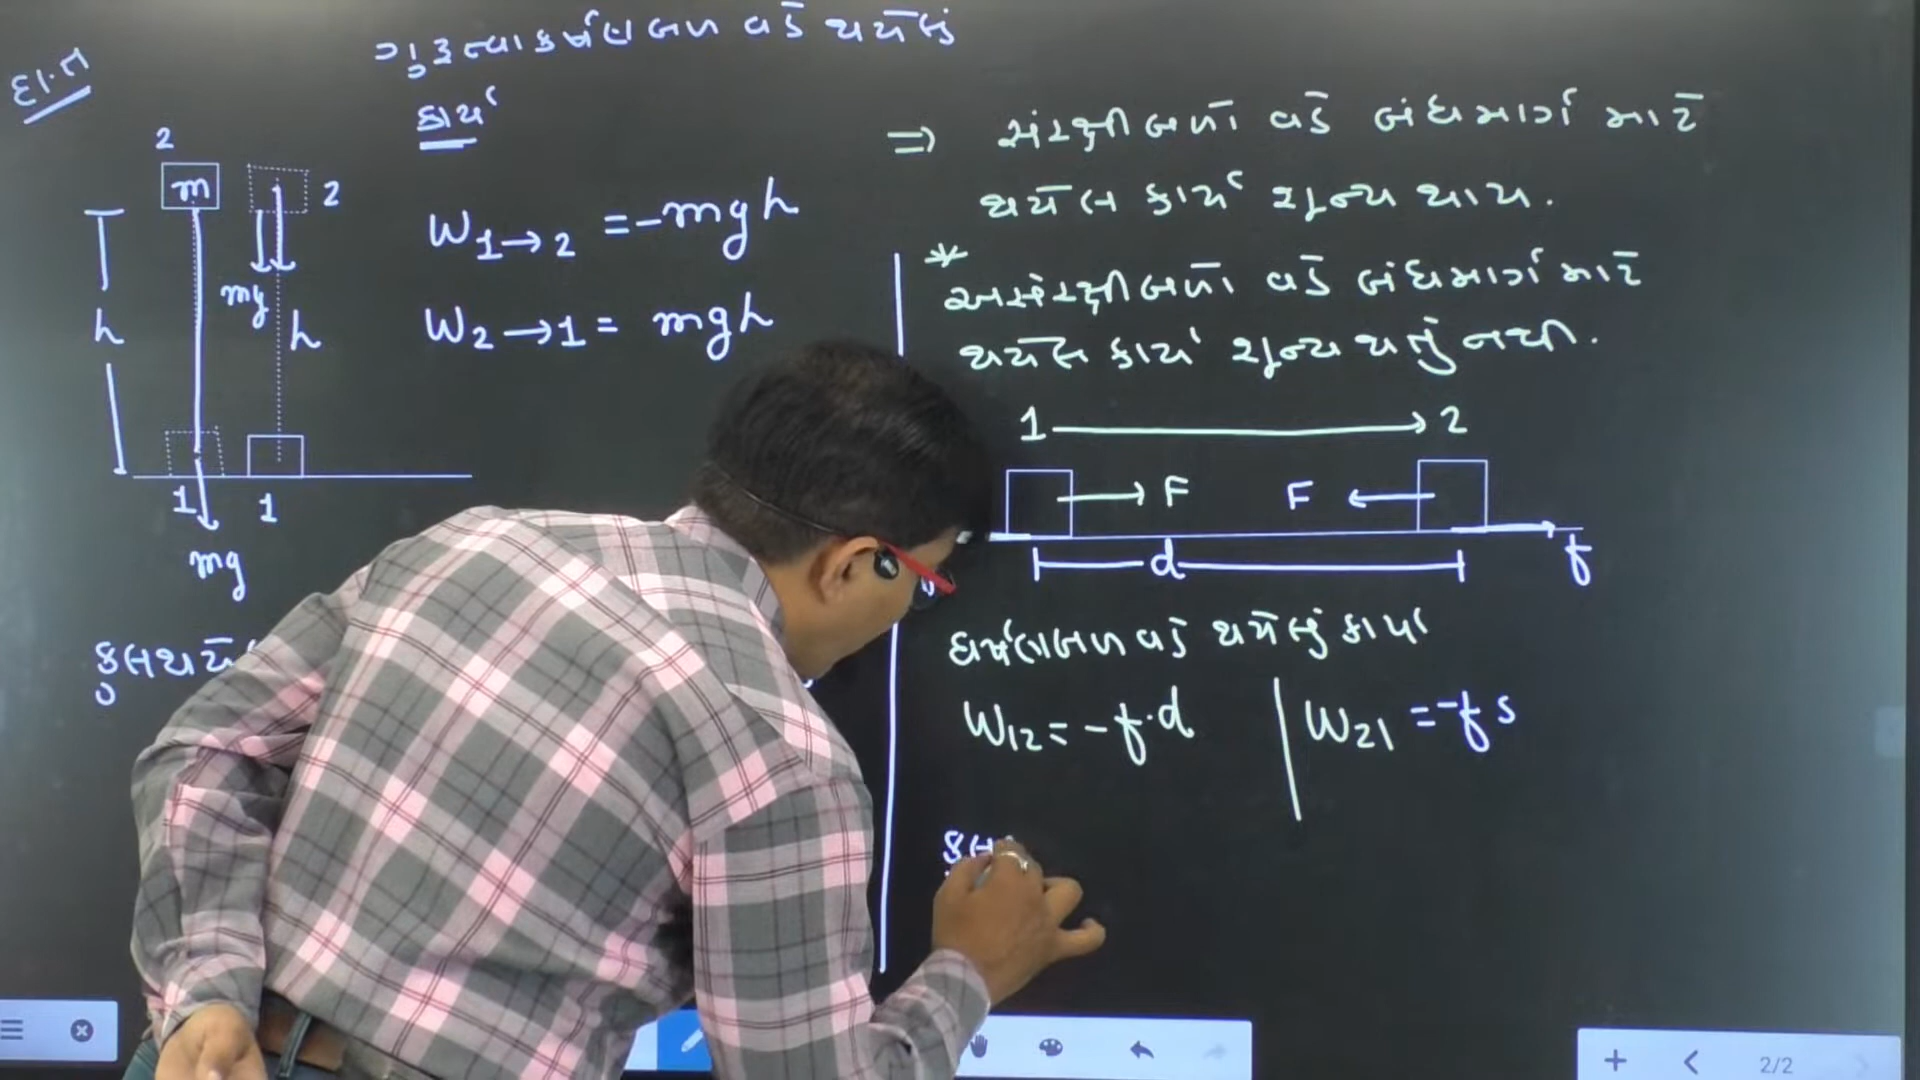 દા.ત
ગુરુત્વાકર્ષણ બળ વડે થયેલું
કાર્ય
2
m
2
h
mg
h
1
1
mg
W1→2 = -mgh
W2→1 = mgh
કુલ થયે
⇒ સંરક્ષી બળો વડે બંધમાર્ગ માટે
થયેલ કાર્ય શૂન્ય થાય.
* અસંરક્ષી બળો વડે બંધમાર્ગ માટે
થયેલ કાર્ય શૂન્ય થતું નથી.
1 → 2
F F
d f
ઘર્ષણબળ વડે થયેલું કાર્ય
W12 = -f·d | W21 = -fs
કુલ
2/2